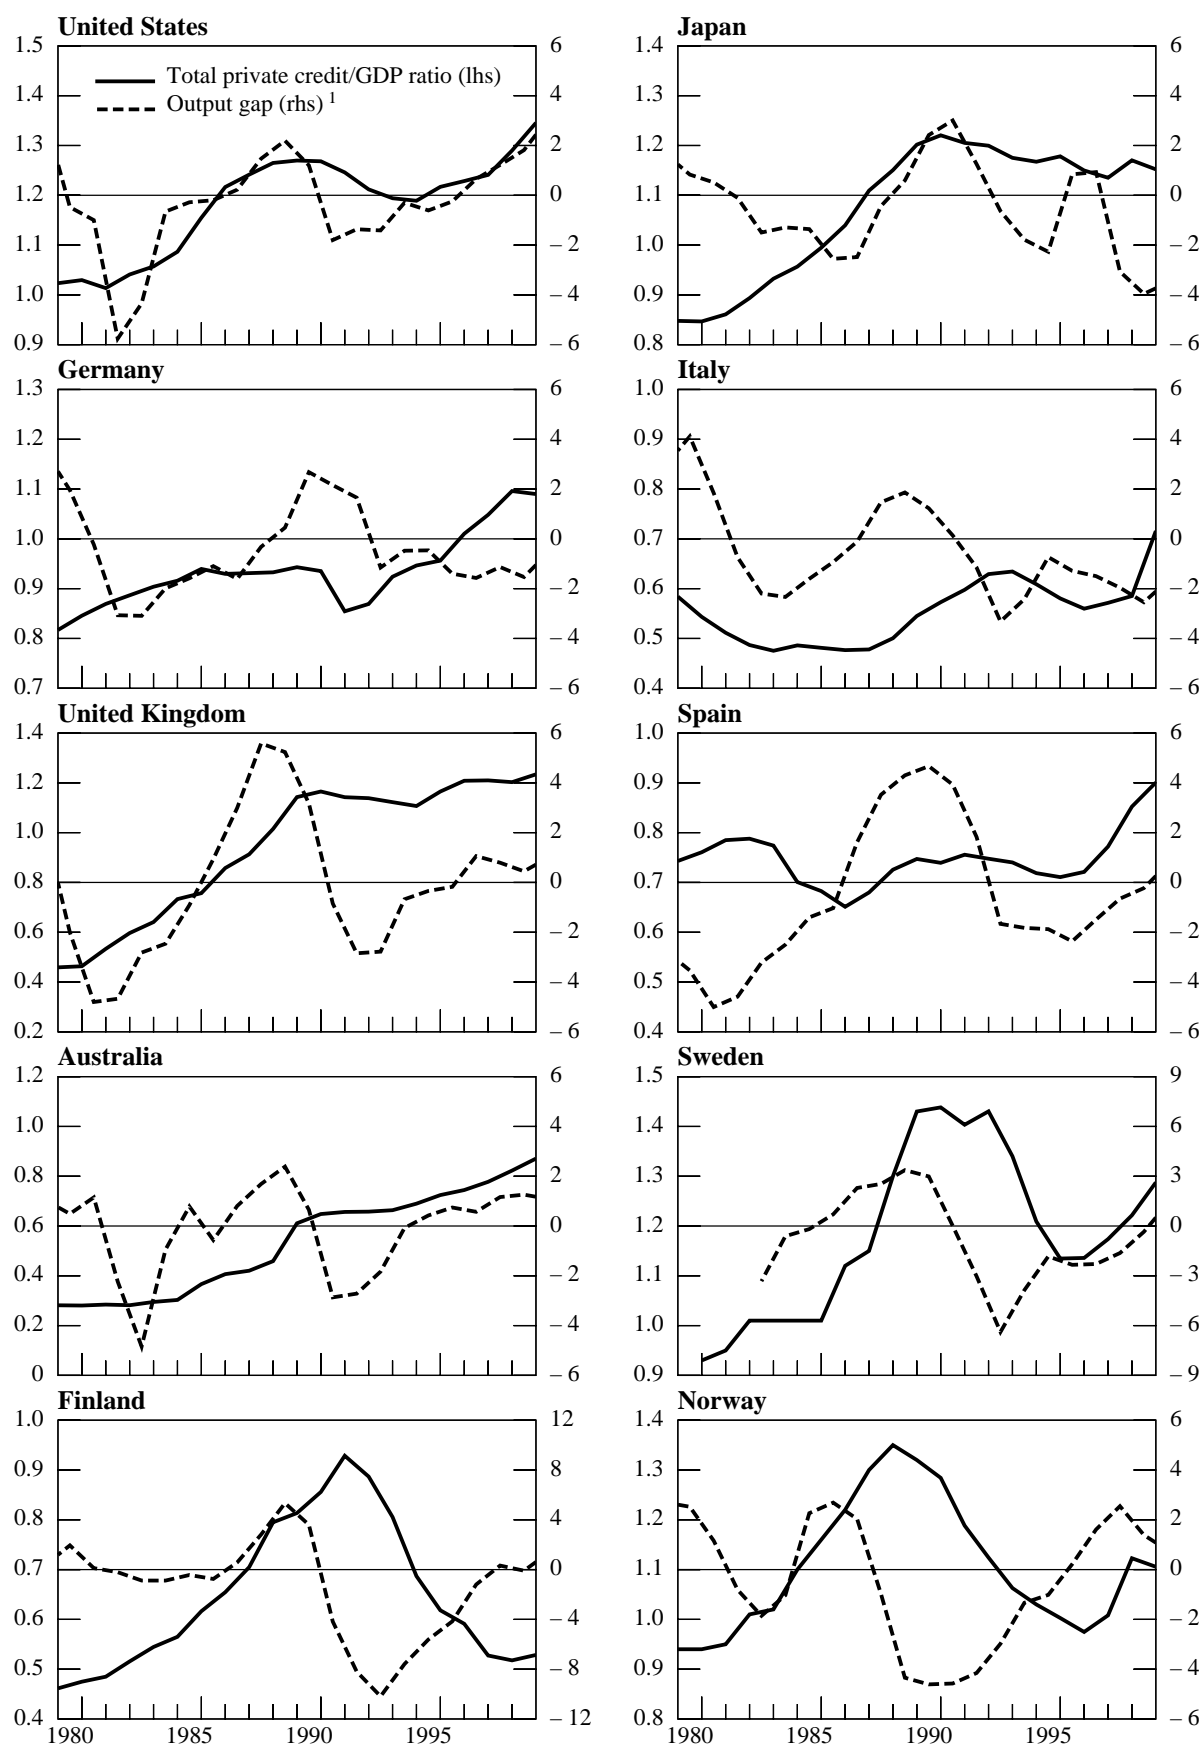 United States
Japan
1.5 6 1.4 6
Total private credit/GDP ratio (lhs)
1.4 4 1.3 4
Output gap (rhs) 1
1.3 2 1.2 2
1.2 0 1.1 0
1.1 – 2 1.0 – 2
1.0 – 4 0.9 – 4
0.9 – 6 0.8 – 6
Germany
Italy
1.3 6 1.0 6
1.2 4 0.9 4
1.1 2 0.8 2
1.0 0 0.7 0
0.9 – 2 0.6 – 2
0.8 – 4 0.5 – 4
0.7 – 6 0.4 – 6
United Kingdom
Spain
1.4 6 1.0 6
1.2 4 0.9 4
1.0 2 0.8 2
0.8 0 0.7 0
0.6 – 2 0.6 – 2
0.4 – 4 0.5 – 4
0.2 – 6 0.4 – 6
Australia
Sweden
1.2 6 1.5 9
1.0 4 1.4 6
0.8 2 1.3 3
0.6 0 1.2 0
0.4 – 2 1.1 – 3
0.2 – 4 1.0 – 6
0 – 6 0.9 – 9
Finland
Norway
1.0 12 1.4 6
0.9 8 1.3 4
0.8 4 1.2 2
0.7 0 1.1 0
0.6 – 4 1.0 – 2
0.5 – 8 0.9 – 4
0.4 – 12 0.8 – 6
1980 1985 1990 1995 1980 1985 1990 1995